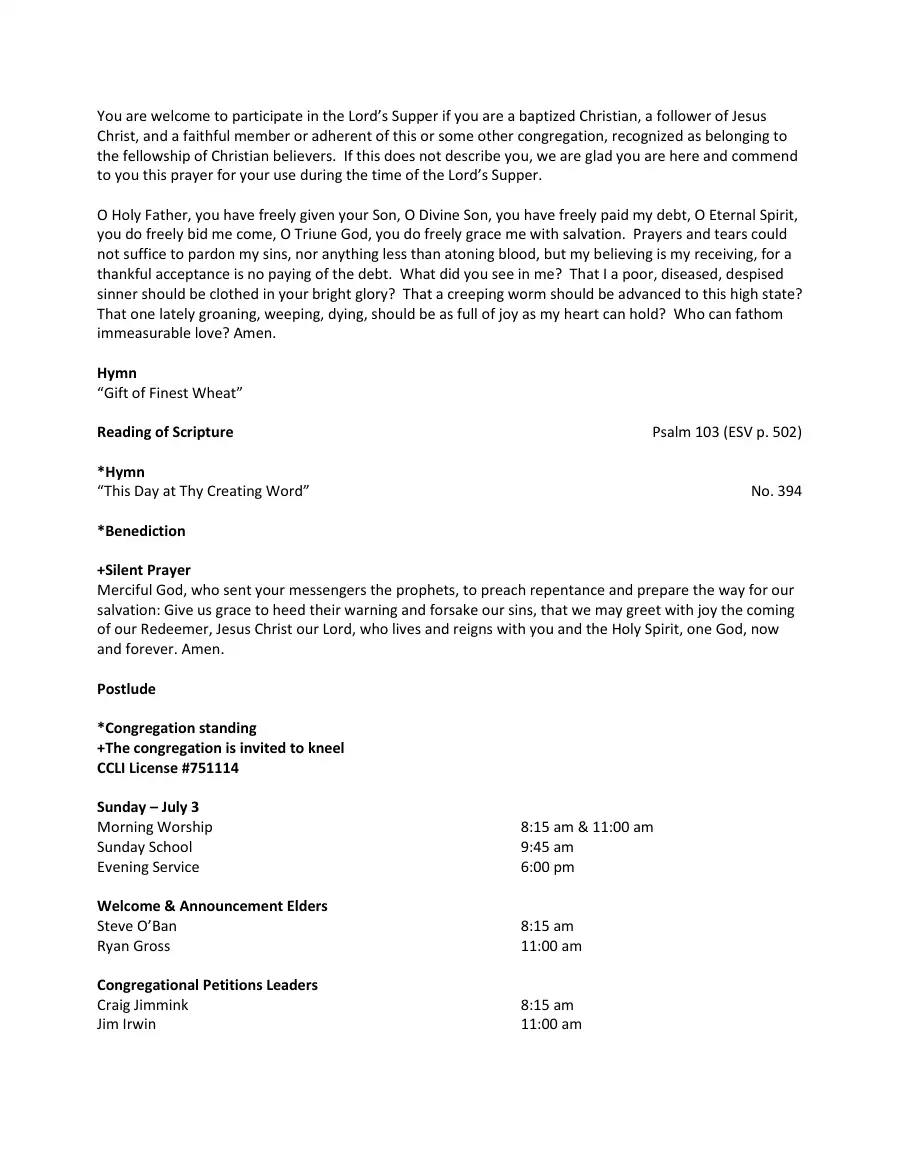 You are welcome to participate in the Lord’s Supper if you are a baptized Christian, a follower of Jesus
Christ, and a faithful member or adherent of this or some other congregation, recognized as belonging to
the fellowship of Christian believers.  If this does not describe you, we are glad you are here and commend
to you this prayer for your use during the time of the Lord’s Supper.
O Holy Father, you have freely given your Son, O Divine Son, you have freely paid my debt, O Eternal Spirit,
you do freely bid me come, O Triune God, you do freely grace me with salvation.  Prayers and tears could
not suffice to pardon my sins, nor anything less than atoning blood, but my believing is my receiving, for a
thankful acceptance is no paying of the debt.  What did you see in me?  That I a poor, diseased, despised
sinner should be clothed in your bright glory?  That a creeping worm should be advanced to this high state?
That one lately groaning, weeping, dying, should be as full of joy as my heart can hold?  Who can fathom
immeasurable love? Amen.
Hymn
“Gift of Finest Wheat”
Reading of Scripture Psalm 103 (ESV p. 502)
*Hymn
“This Day at Thy Creating Word” No. 394
*Benediction
+Silent Prayer
Merciful God, who sent your messengers the prophets, to preach repentance and prepare the way for our
salvation: Give us grace to heed their warning and forsake our sins, that we may greet with joy the coming
of our Redeemer, Jesus Christ our Lord, who lives and reigns with you and the Holy Spirit, one God, now
and forever. Amen.
Postlude
*Congregation standing
+The congregation is invited to kneel
CCLI License #751114
Sunday – July 3
Morning Worship 8:15 am & 11:00 am
Sunday School 9:45 am
Evening Service 6:00 pm
Welcome & Announcement Elders
Steve O’Ban 8:15 am
Ryan Gross 11:00 am
Congregational Petitions Leaders
Craig Jimmink 8:15 am
Jim Irwin 11:00 am